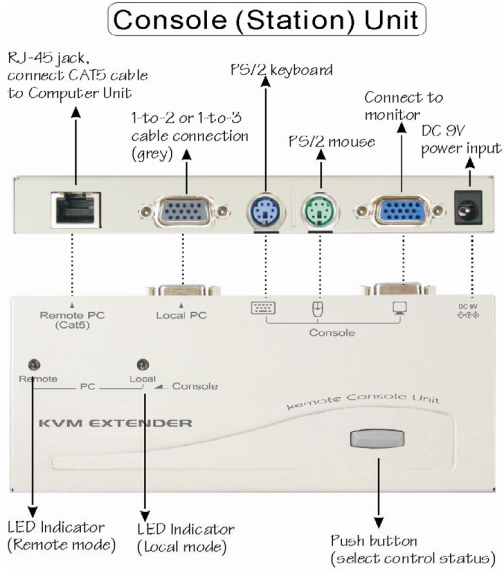 Console (Station) Unit
RJ-45 jack,
connect CAT5 cable
to Computer Unit
1-to-2 or 1-to-3
cable connection
(grey)
PS/2 keyboard
PS/2 mouse
Connect to
monitor
DC 9V
power input
Remote PC
(Cat5)
Local PC
Console
DC 9V
Remote
PC
Local
Console
Remote Console Unit
KVM EXTENDER
LED Indicator
(Remote mode)
LED Indicator
(Local mode)
Push button
(select control status)